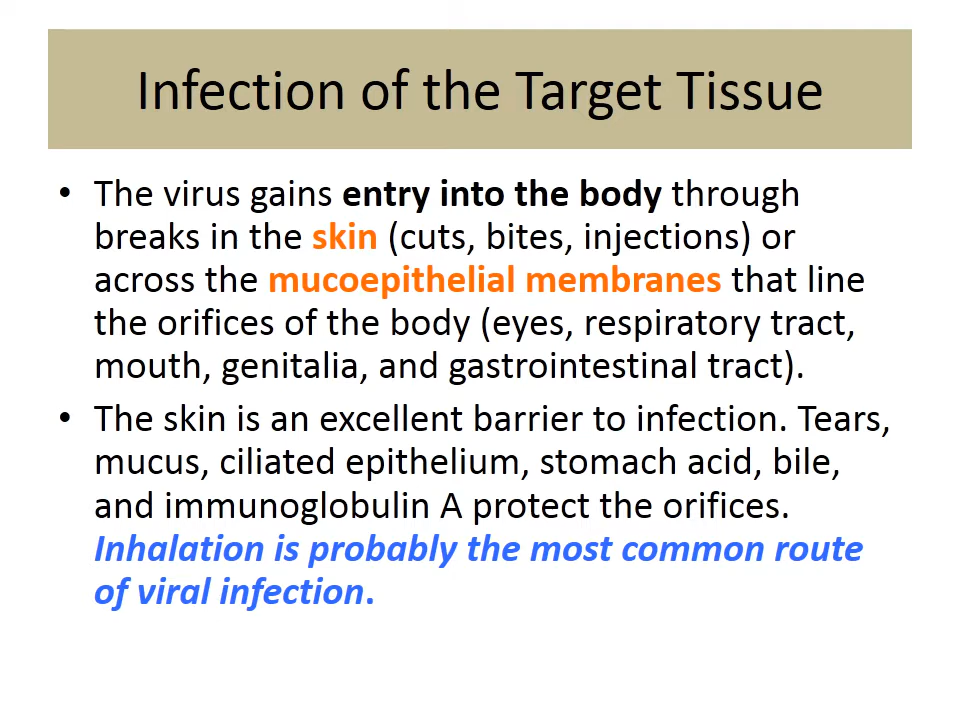 Infection of the Target Tissue
• The virus gains entry into the body through
breaks in the skin (cuts, bites, injections) or
across the mucoepithelial membranes that line
the orifices of the body (eyes, respiratory tract,
mouth, genitalia, and gastrointestinal tract).
• The skin is an excellent barrier to infection. Tears,
mucus, ciliated epithelium, stomach acid, bile,
and immunoglobulin A protect the orifices.
Inhalation is probably the most common route
of viral infection.